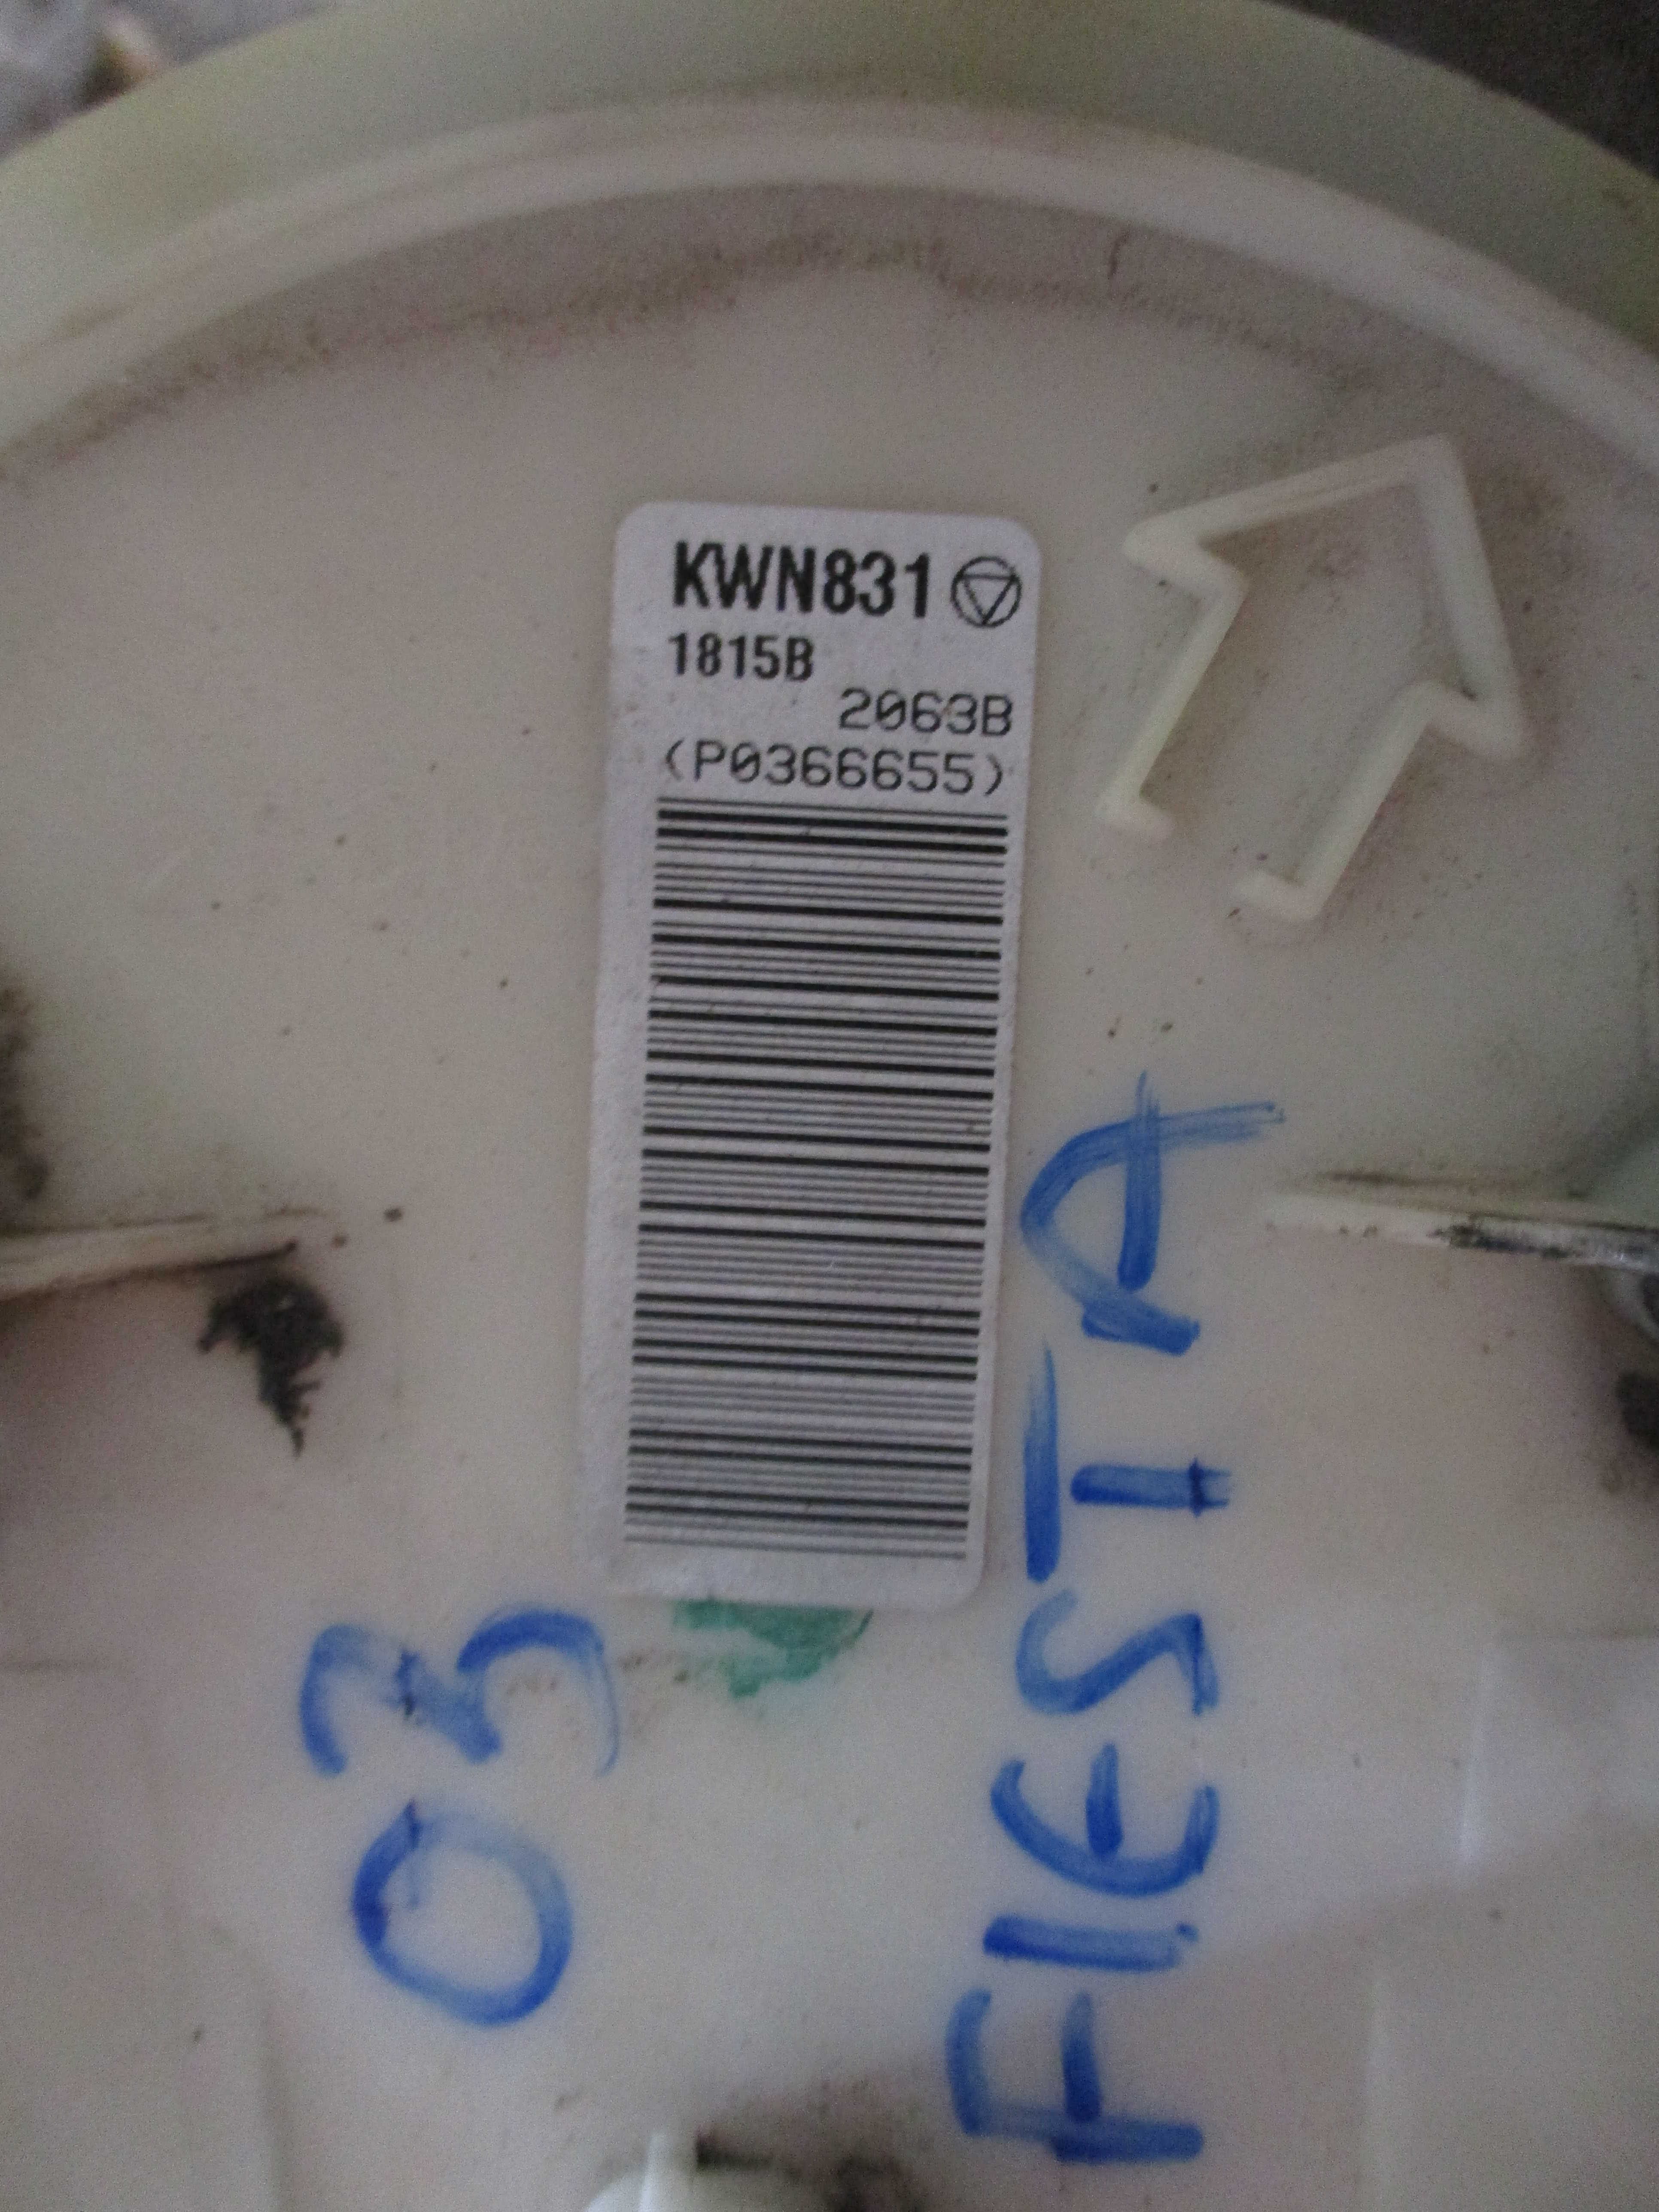 KWN831
1815B
2063B
(P0366655)
03
FIESTA